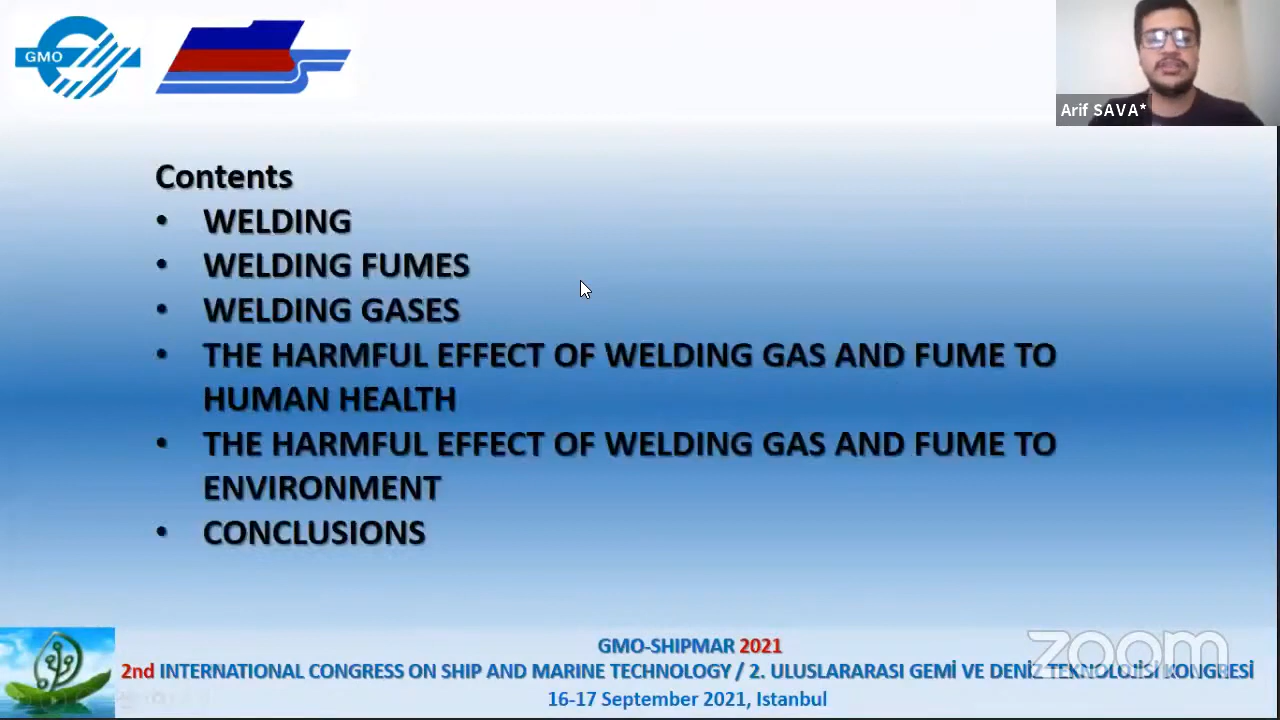 GMO
Arif SAVA*
Contents
• WELDING
• WELDING FUMES
• WELDING GASES
• THE HARMFUL EFFECT OF WELDING GAS AND FUME TO
HUMAN HEALTH
• THE HARMFUL EFFECT OF WELDING GAS AND FUME TO
ENVIRONMENT
• CONCLUSIONS
GMO-SHIPMAR 2021
zoom
2nd INTERNATIONAL CONGRESS ON SHIP AND MARINE TECHNOLOGY / 2. ULUSLARARASI GEMİ VE DENİZ TEKNOLOJİSİ KONGRESİ
16-17 September 2021, Istanbul